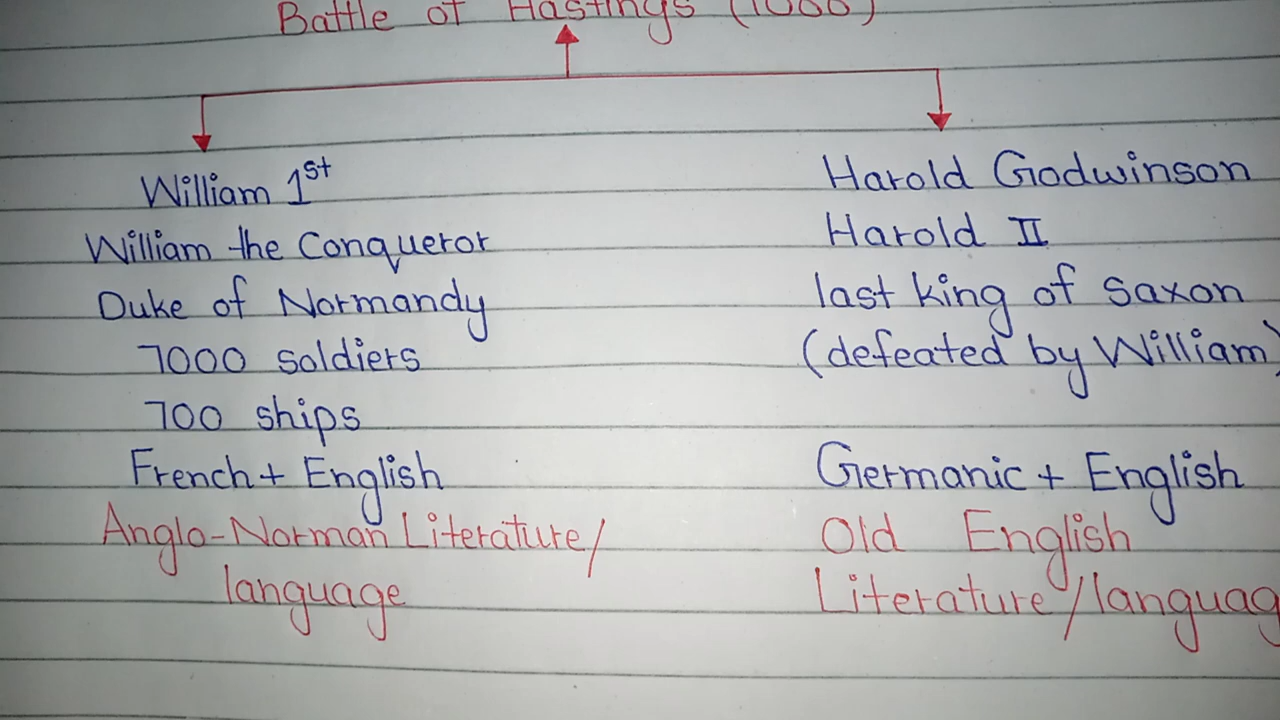 Battle of Hastings (1066)
William 1st
William the Conqueror
Duke of Normandy
7000 soldiers
700 ships
French + English
Anglo-Norman Literature/
language
Harold Godwinson
Harold II
last king of saxon
(defeated by William)
Germanic + English
Old English
Literature/languag